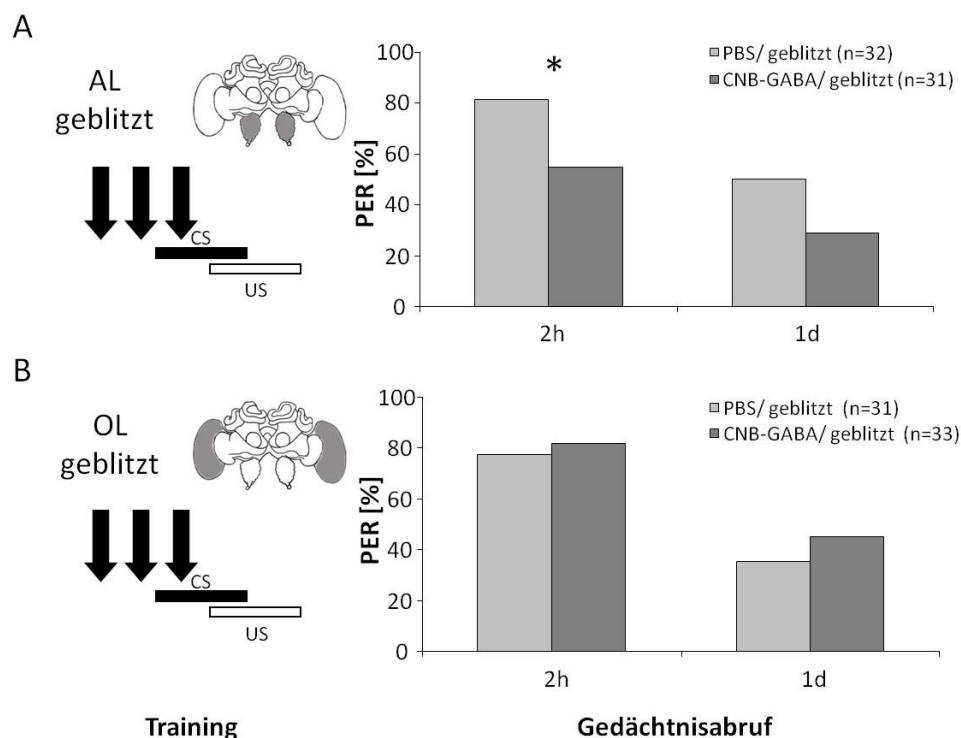 A
AL
geblitzt
CS
US
PER [%]
100
80
60
40
20
0
*
PBS/ geblitzt (n=32)
CNB-GABA/ geblitzt (n=31)
2h
1d
B
OL
geblitzt
CS
US
PER [%]
100
80
60
40
20
0
PBS/ geblitzt (n=31)
CNB-GABA/ geblitzt (n=33)
2h
1d
Training
Gedächtnisabruf